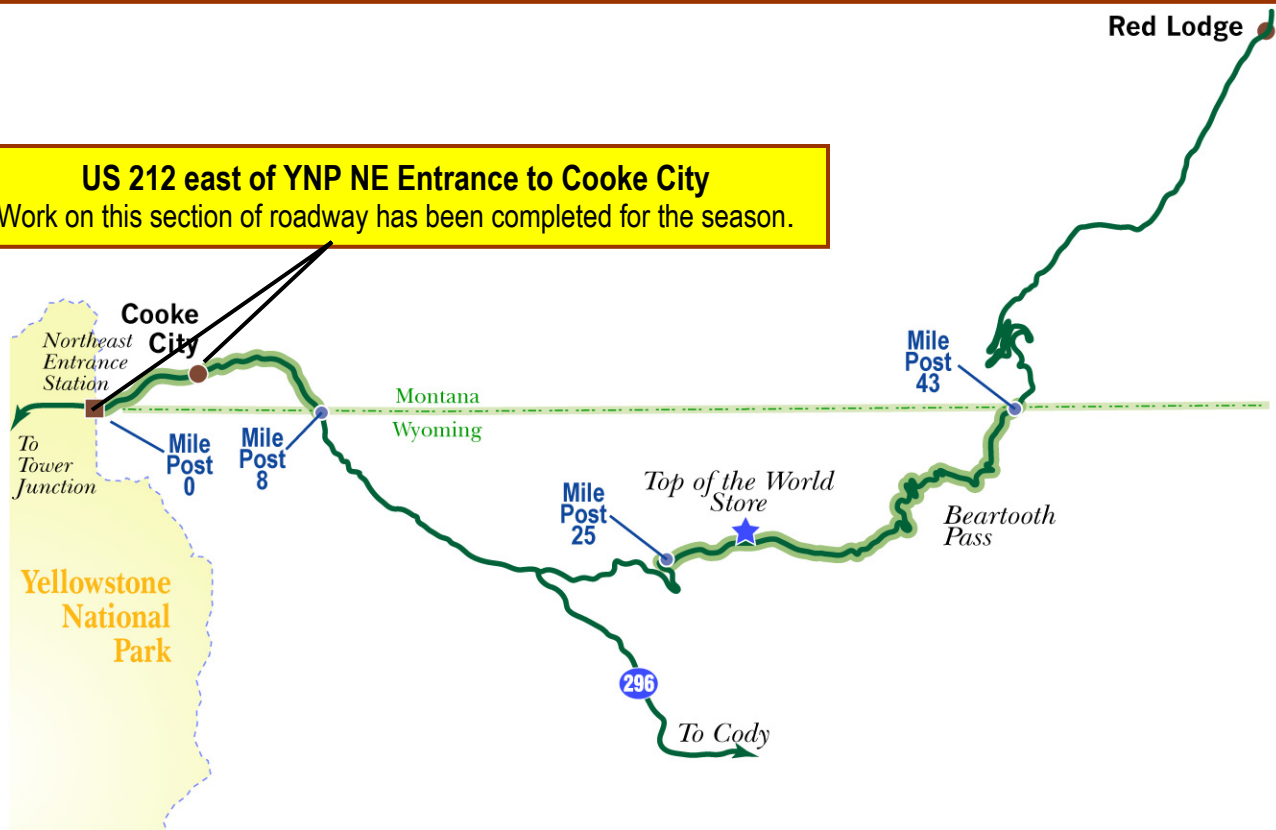 Red Lodge
US 212 east of YNP NE Entrance to Cooke City
Work on this section of roadway has been completed for the season.
Cooke
City
Northeast
Entrance
Station
Mile
Post
43
Montana
Wyoming
To
Tower
Junction
Mile
Post
0
Mile
Post
8
Top of the World
Store
Mile
Post
25
Beartooth
Pass
Yellowstone
National
Park
296
To Cody